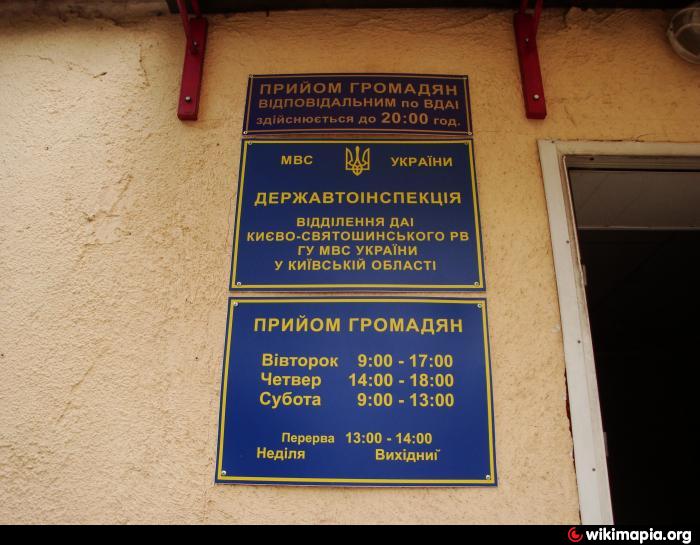 ПРИЙОМ ГРОМАДЯН
ВІДПОВІДАЛЬНИМ по ВДАІ
здійснюється до 20:00 год.
МВС УКРАЇНИ
ДЕРЖАВТОІНСПЕКЦІЯ
ВІДДІЛЕННЯ ДАІ
КИЄВО-СВЯТОШИНСЬКОГО РВ
ГУ МВС УКРАЇНИ
У КИЇВСЬКІЙ ОБЛАСТІ
ПРИЙОМ ГРОМАДЯН
Вівторок 9:00 - 17:00
Четвер 14:00 - 18:00
Субота 9:00 - 13:00
Перерва 13:00 - 14:00
Неділя Вихідниї
wikimapia.org